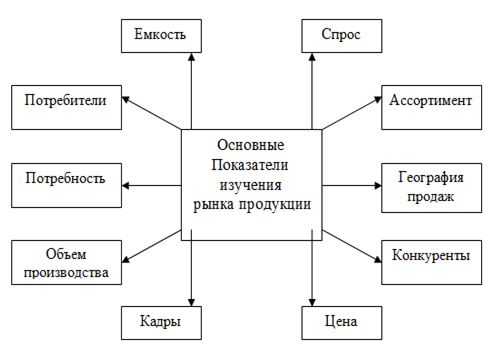 Емкость
Спрос
Потребители
Ассортимент
Основные
Показатели
изучения
рынка продукции
Потребность
География
продаж
Объем
производства
Конкуренты
Кадры
Цена